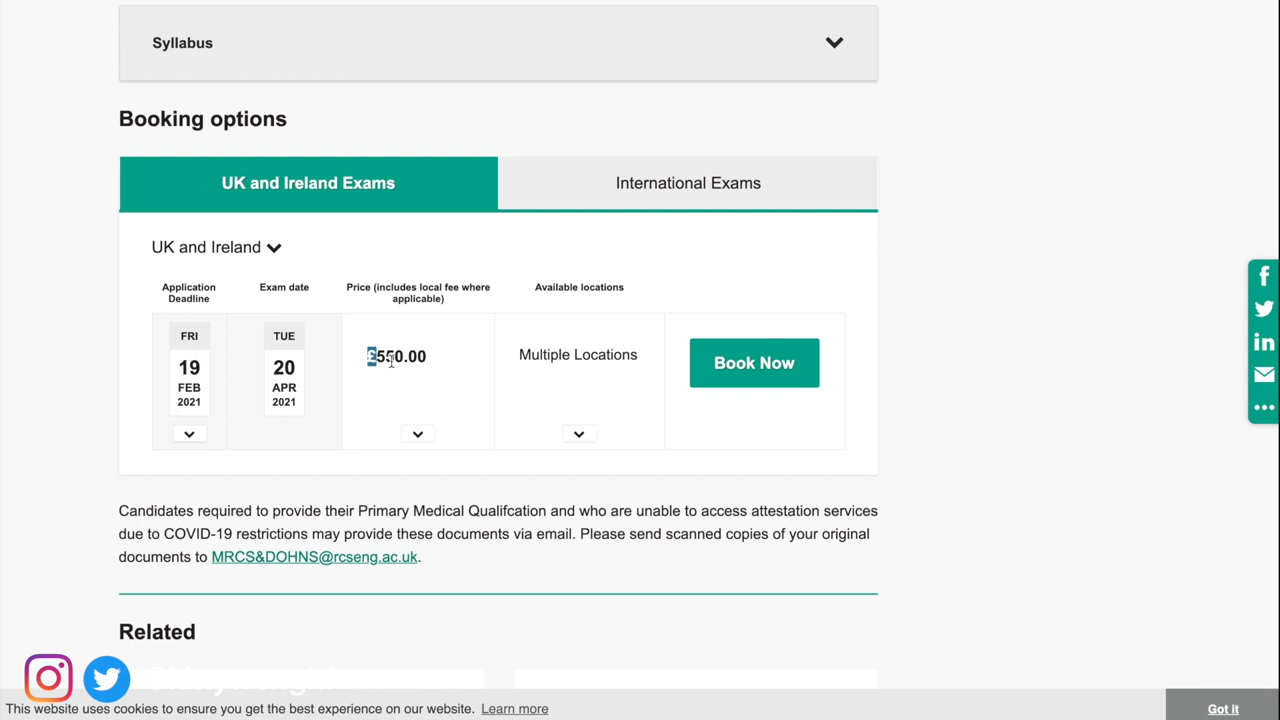 Syllabus
Booking options
UK and Ireland Exams
International Exams
UK and Ireland
Application
Deadline
Exam date
Price (includes local fee where
applicable)
Available locations
FRI
19
FEB
2021
TUE
20
APR
2021
£550.00
Multiple Locations
Book Now
Candidates required to provide their Primary Medical Qualifcation and who are unable to access attestation services
due to COVID-19 restrictions may provide these documents via email. Please send scanned copies of your original
documents to MRCS&DOHNS@rcseng.ac.uk.
Related
This website uses cookies to ensure you get the best experience on our website. Learn more
Got it